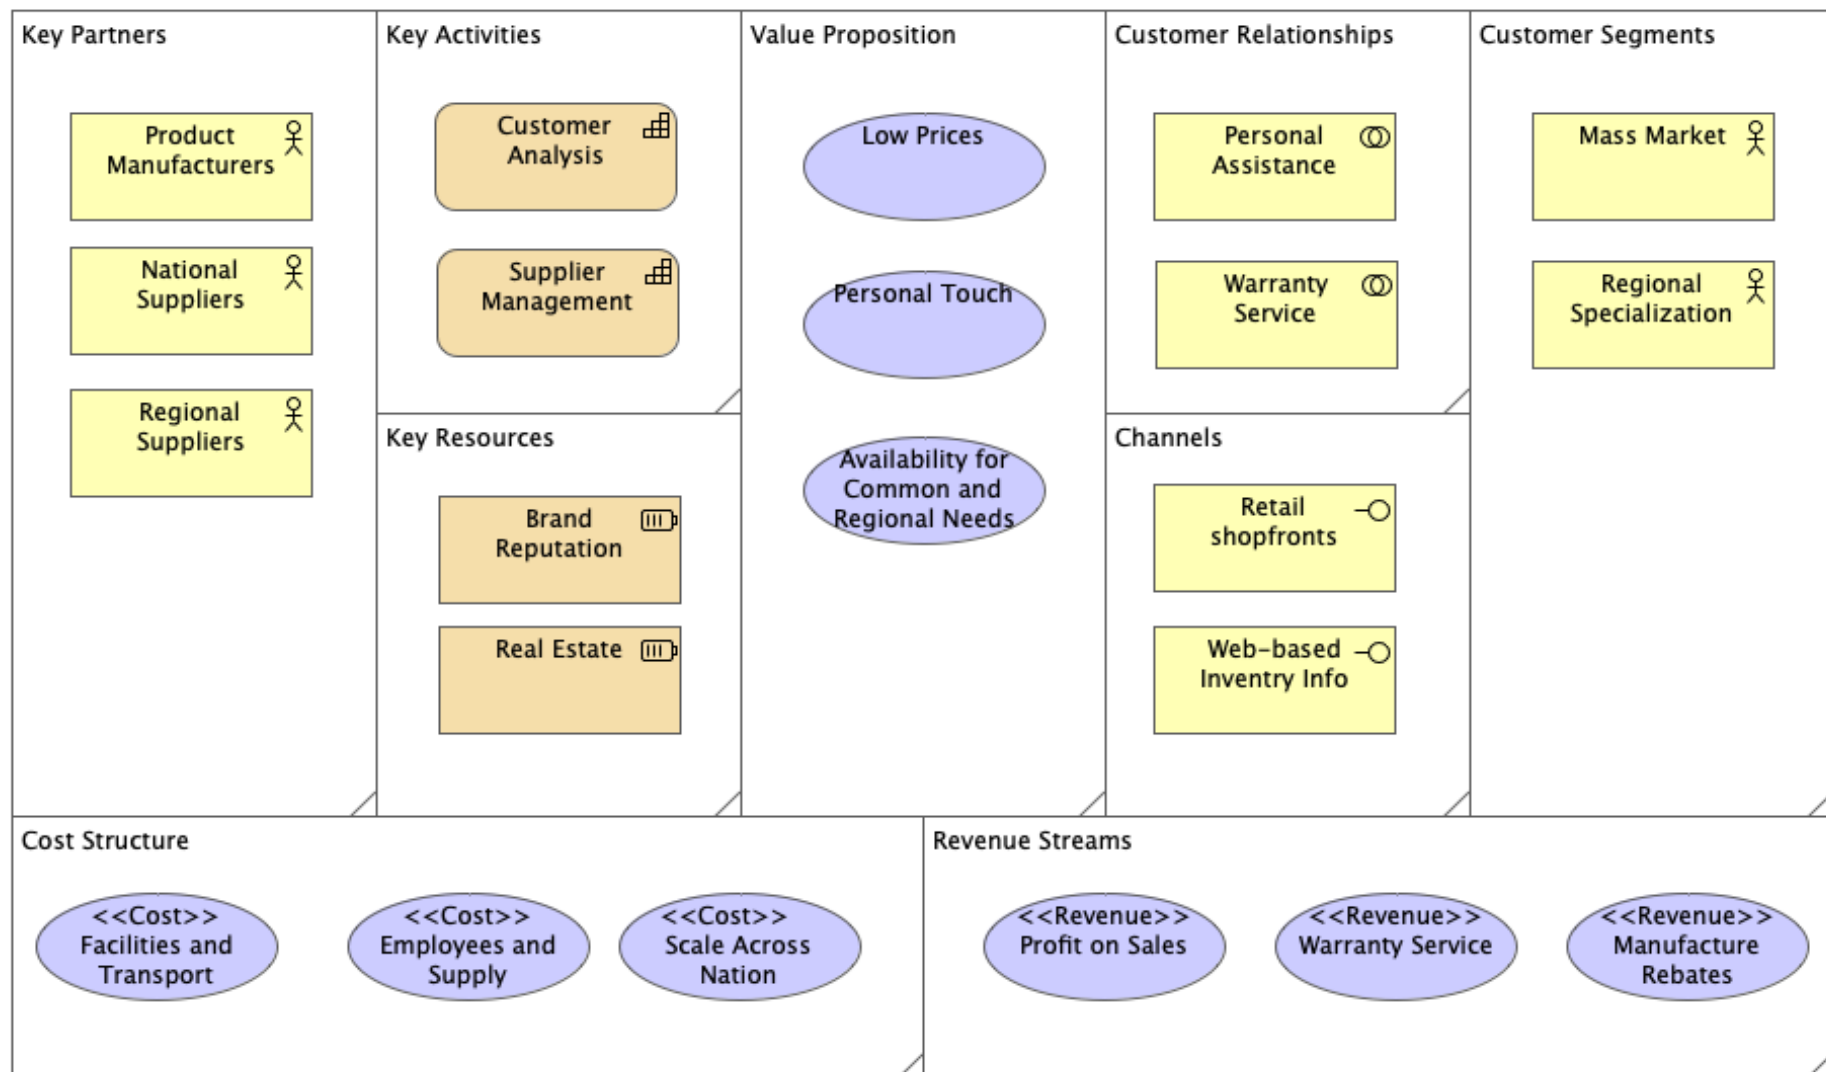 Key Partners
Product
Manufacturers
National
Suppliers
Regional
Suppliers
Key Activities
Customer
Analysis
Supplier
Management
Key Resources
Brand
Reputation
Real Estate
Value Proposition
Low Prices
Personal Touch
Availability for
Common and
Regional Needs
Customer Relationships
Personal
Assistance
Warranty
Service
Channels
Retail
shopfronts
Web-based
Inventry Info
Customer Segments
Mass Market
Regional
Specialization
Cost Structure
<<Cost>>
Facilities and
Transport
<<Cost>>
Employees and
Supply
<<Cost>>
Scale Across
Nation
Revenue Streams
<<Revenue>>
Profit on Sales
<<Revenue>>
Warranty Service
<<Revenue>>
Manufacture
Rebates